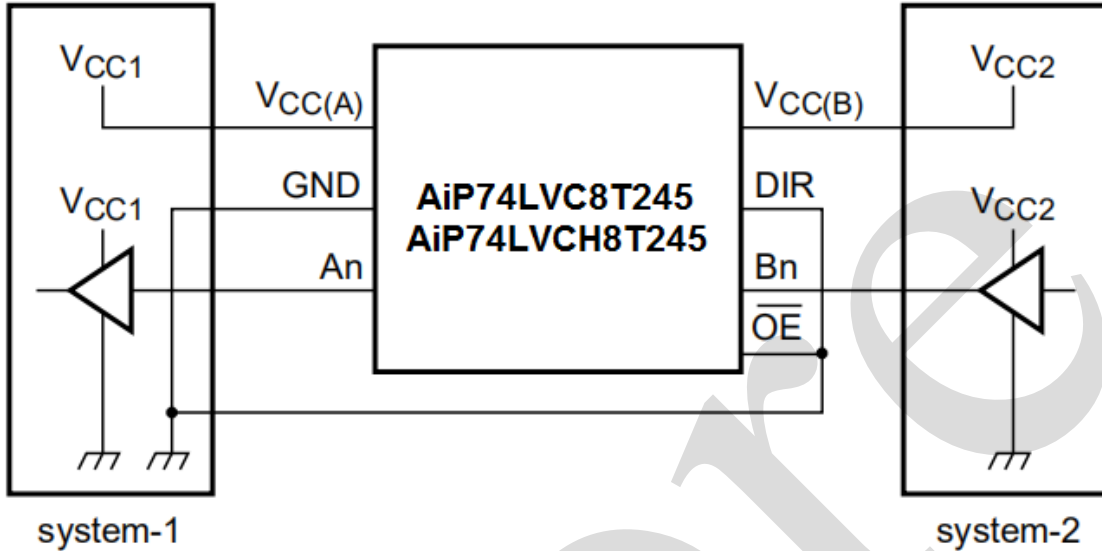 VCC1
VCC2
VCC(A)
VCC(B)
GND
AiP74LVC8T245
DIR
VCC1
AiP74LVCH8T245
VCC2
An
Bn
OE
system-1
system-2